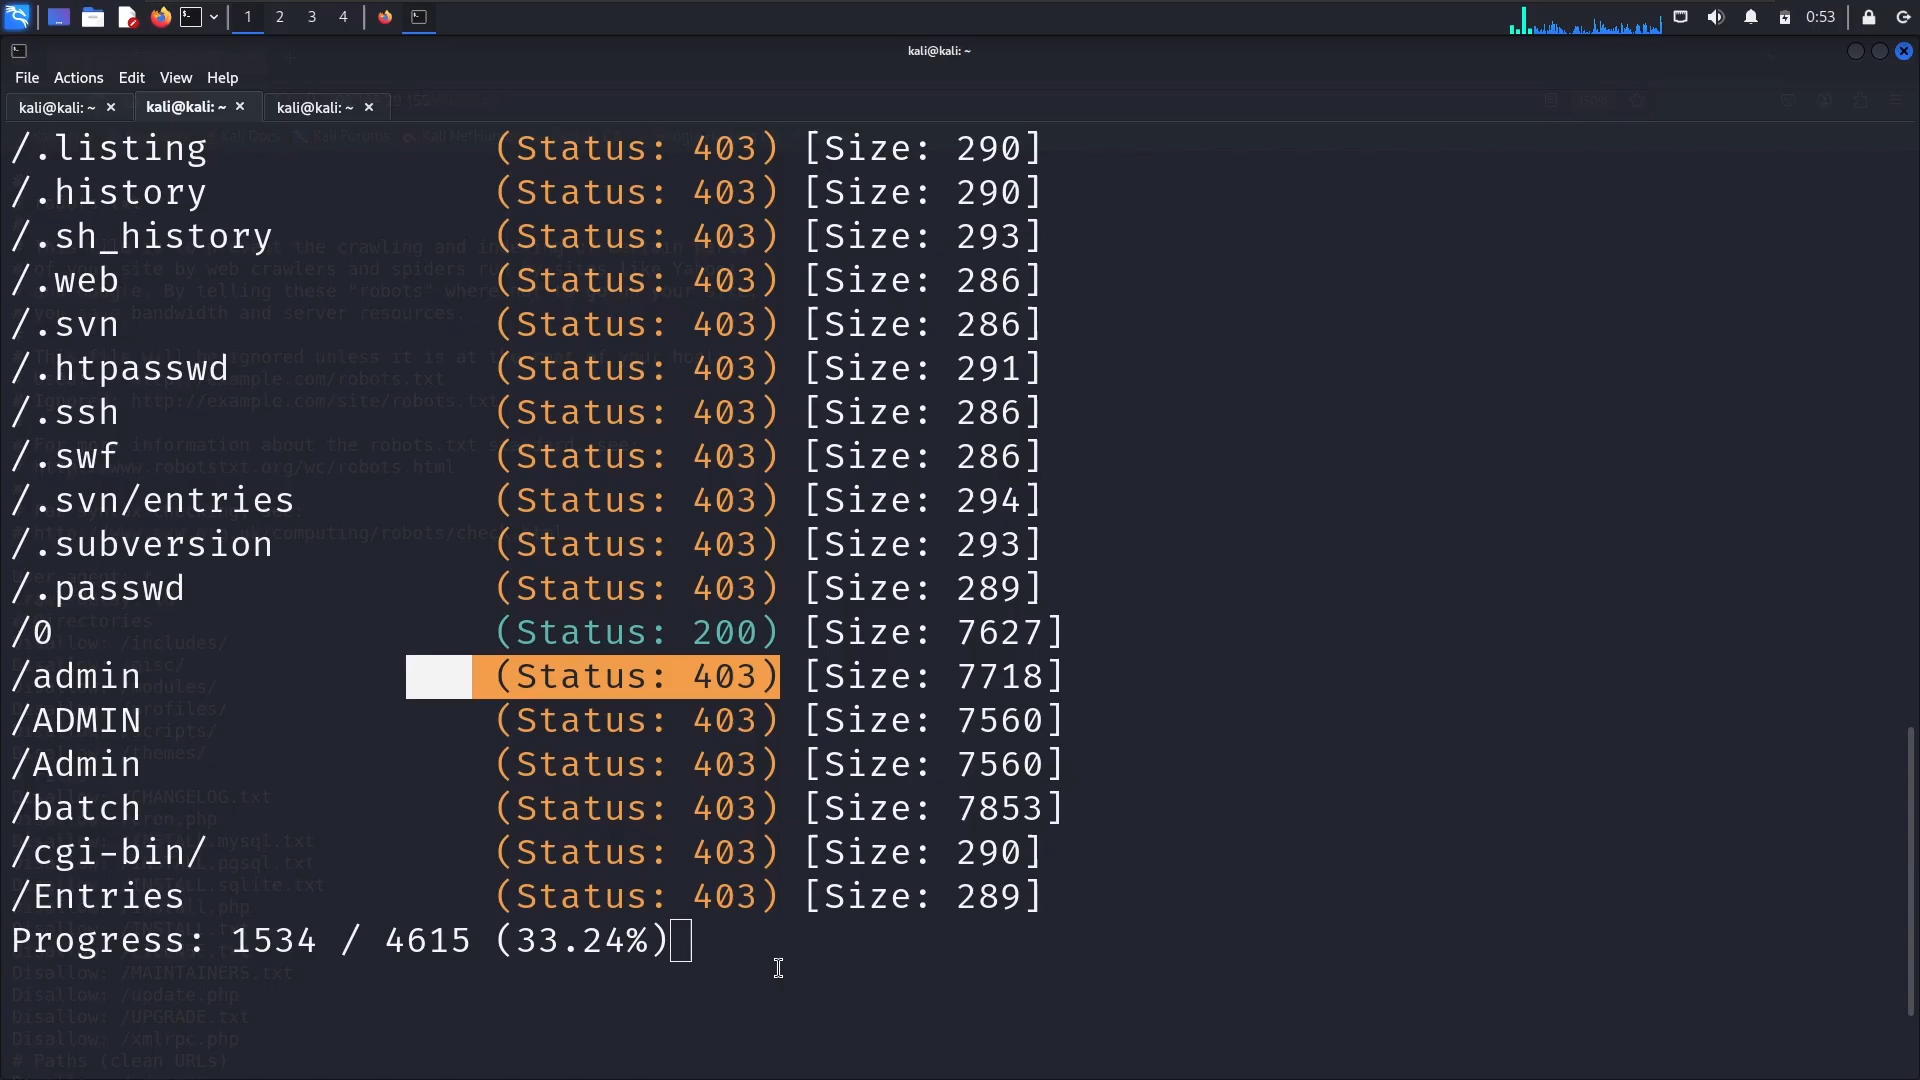 1 2 3 4 0:53
kali@kali: ~
File Actions Edit View Help
kali@kali: ~ kali@kali: ~ kali@kali: ~
/.listing (Status: 403) [Size: 290]
/.history (Status: 403) [Size: 290]
/.sh_history (Status: 403) [Size: 293]
/.web (Status: 403) [Size: 286]
/.svn (Status: 403) [Size: 286]
/.htpasswd (Status: 403) [Size: 291]
/.ssh (Status: 403) [Size: 286]
/.swf (Status: 403) [Size: 286]
/.svn/entries (Status: 403) [Size: 294]
/.subversion (Status: 403) [Size: 293]
/.passwd (Status: 403) [Size: 289]
/0 (Status: 200) [Size: 7627]
/admin (Status: 403) [Size: 7718]
/ADMIN (Status: 403) [Size: 7560]
/Admin (Status: 403) [Size: 7560]
/batch (Status: 403) [Size: 7853]
/cgi-bin/ (Status: 403) [Size: 290]
/Entries (Status: 403) [Size: 289]
Progress: 1534 / 4615 (33.24%)
Disallow: /MAINTAINERS.txt
Disallow: /update.php
Disallow: /UPGRADE.txt
Disallow: /xmlrpc.php
# Paths (clean URLs)